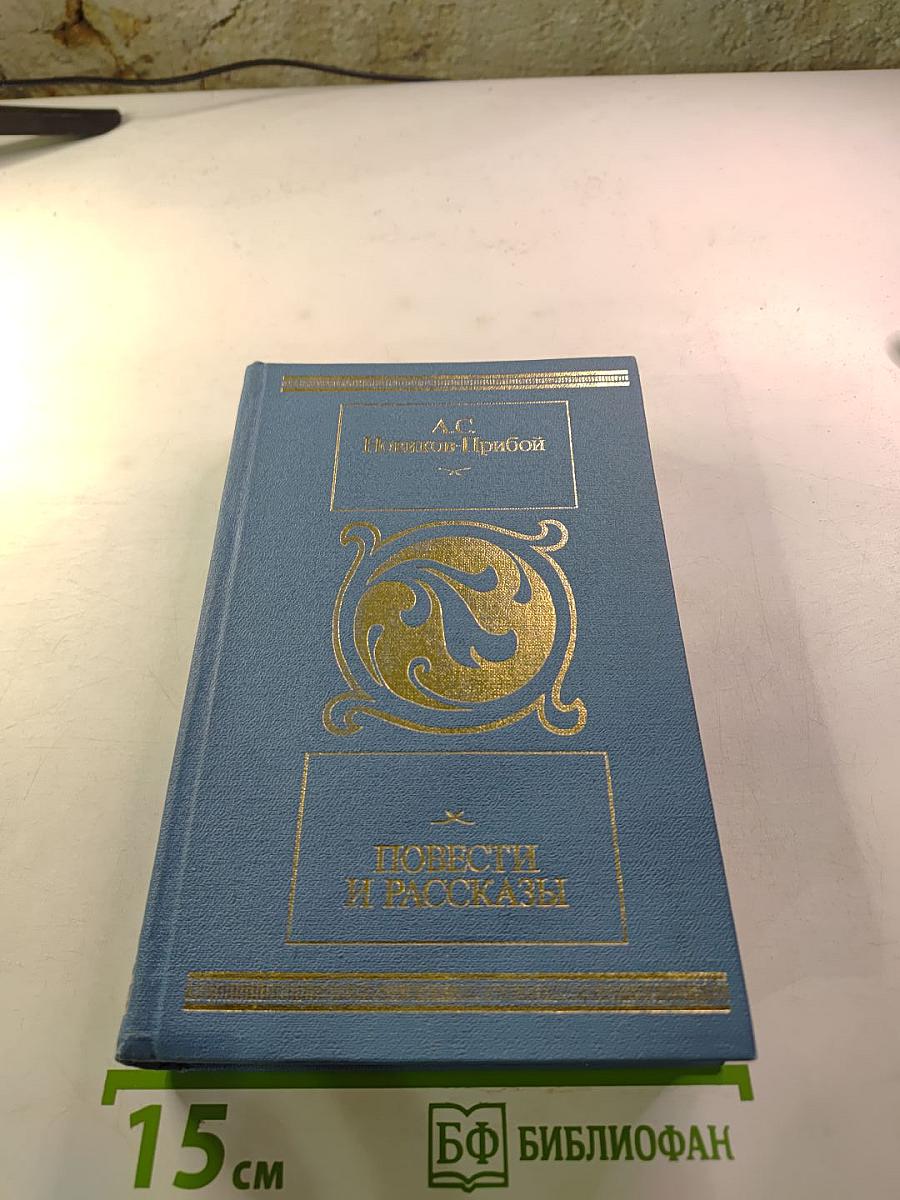 А.С.
Новиков-Прибой
ПОВЕСТИ
И РАССКАЗЫ
15 см
БФ БИБЛИОФАН